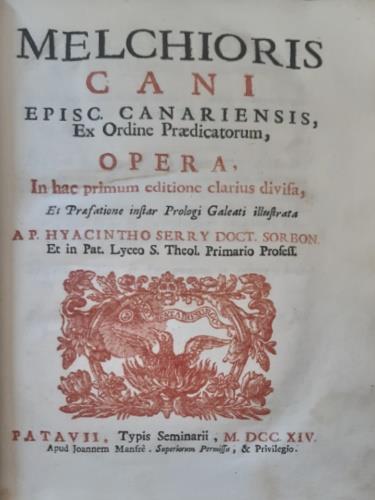 MELCHIORIS
CANI
EPISC. CANARIENSIS,
Ex Ordine Prædicatorum,
OPERA,
In hac primum editione clarius divisa,
Et Præfatione instar Prologi Galeati illustrata
A P. HYACINTHO SERRY DOCT. SORBON.
Et in Pat. Lyceo S. Theol. Primario Profess.
PATAVII, Typis Seminarii, M. DCC. XIV.
Apud Joannem Manfrè. Superiorum Permissu, & Privilegio.